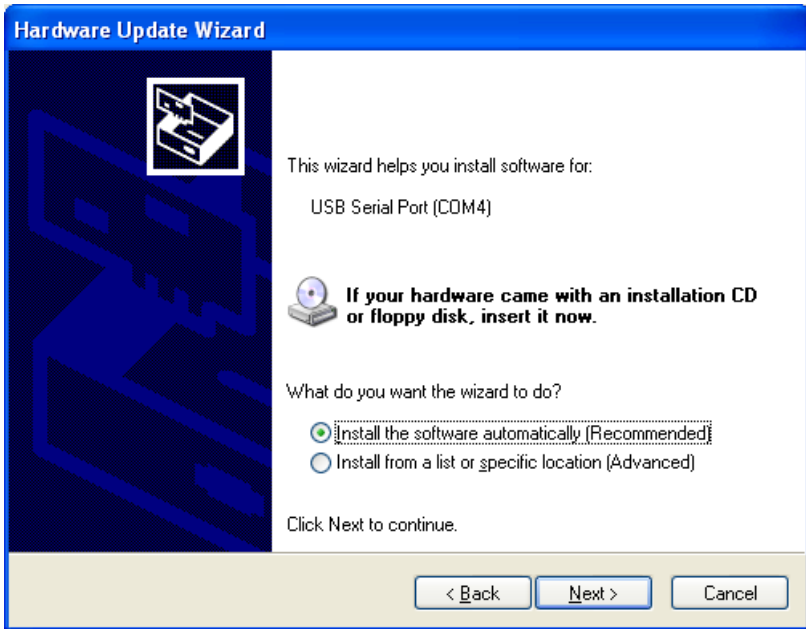 Hardware Update Wizard
This wizard helps you install software for:
USB Serial Port (COM4)
If your hardware came with an installation CD
or floppy disk, insert it now.
What do you want the wizard to do?
Install the software automatically (Recommended)
Install from a list or specific location (Advanced)
Click Next to continue.
< Back
Next >
Cancel